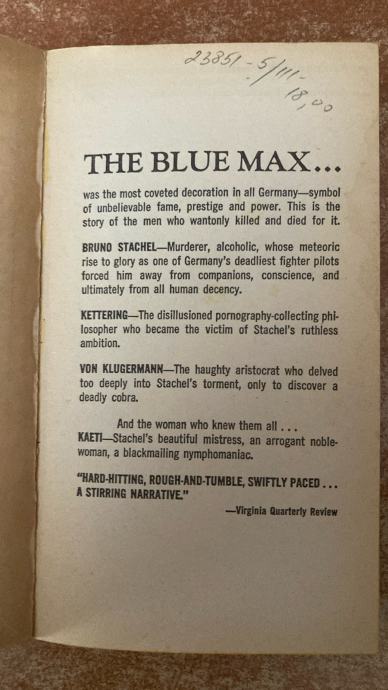 23851-5/111-
18,00
THE BLUE MAX...
was the most coveted decoration in all Germany—symbol
of unbelievable fame, prestige and power. This is the
story of the men who wantonly killed and died for it.
BRUNO STACHEL—Murderer, alcoholic, whose meteoric
rise to glory as one of Germany's deadliest fighter pilots
forced him away from companions, conscience, and
ultimately from all human decency.
KETTERING—The disillusioned pornography-collecting phi-
losopher who became the victim of Stachel's ruthless
ambition.
VON KLUGERMANN—The haughty aristocrat who delved
too deeply into Stachel's torment, only to discover a
deadly cobra.
And the woman who knew them all ...
KAETI—Stachel's beautiful mistress, an arrogant noble-
woman, a blackmailing nymphomaniac.
"HARD-HITTING, ROUGH-AND-TUMBLE, SWIFTLY PACED ...
A STIRRING NARRATIVE."
—Virginia Quarterly Review